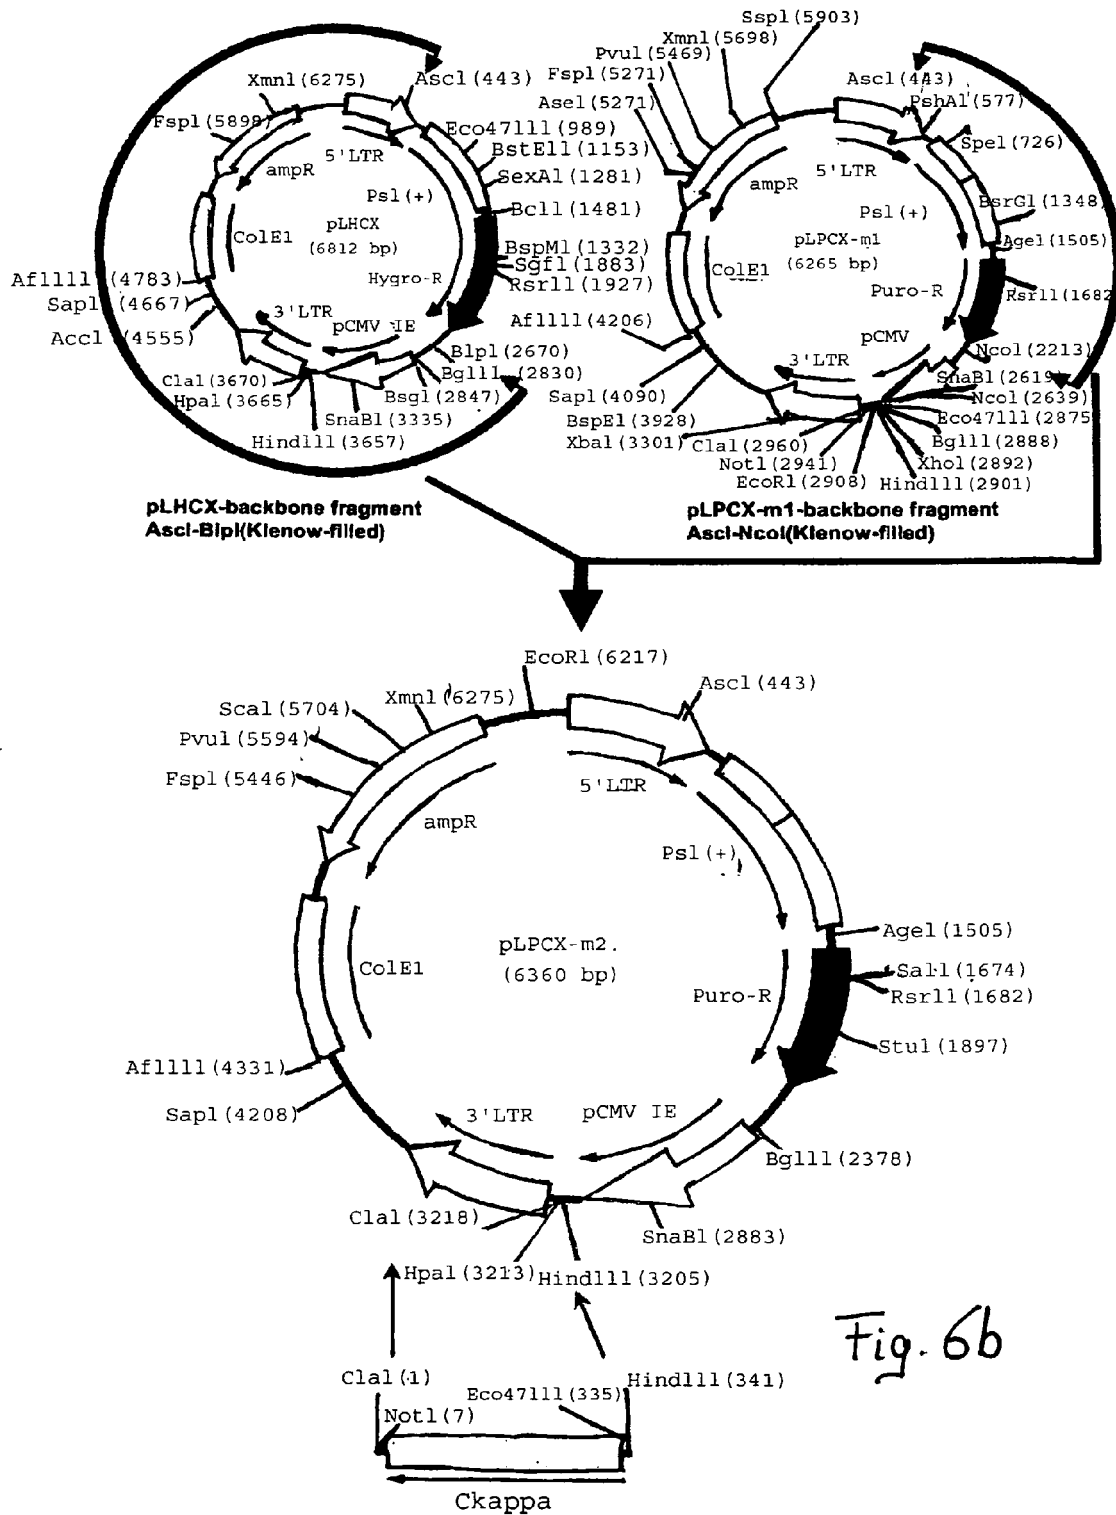 SspI(5903)
XmnI(5698)
PvuI(5469)
FspI(5271)
AseI(5271)
XmnI(6275)
AscI(443)
FspI(5898)
Eco47III(989)
BstEII(1153)
SexAI(1281)
BclI(1481)
BspMI(1332)
SgfI(1883)
RsrII(1927)
BlpI(2670)
BglII(2830)
BsgI(2847)
SnaBI(3335)
HindIII(3657)
HpaI(3665)
ClaI(3670)
AccI(4555)
SapI(4667)
AflIII(4783)
5'LTR
ampR
Psl(+)
pLHCX
(6812 bp)
ColE1
Hygro-R
3'LTR
pCMV IE
AscI(443)
PshAI(577)
SpeI(726)
BsrGI(1348)
AgeI(1505)
RsrII(1682
NcoI(2213)
SnaBI(2619)
NcoI(2639)
Eco47III(2875)
BglII(2888)
XhoI(2892)
HindIII(2901)
EcoRI(2908)
NotI(2941)
ClaI(2960)
XbaI(3301)
BspEI(3928)
SapI(4090)
AflIII(4206)
5'LTR
ampR
Psl(+)
pLPCX-m1
(6265 bp)
ColE1
Puro-R
pCMV
3'LTR
pLHCX-backbone fragment
AscI-BlpI(Klenow-filled)
pLPCX-m1-backbone fragment
AscI-NcoI(Klenow-filled)
EcoRI(6217)
AscI(443)
XmnI(6275)
ScaI(5704)
PvuI(5594)
FspI(5446)
5'LTR
ampR
Psl(+)
AgeI(1505)
pLPCX-m2.
(6360 bp)
ColE1
SalI(1674)
RsrII(1682)
Puro-R
StuI(1897)
AflIII(4331)
SapI(4208)
3'LTR
pCMV IE
BglII(2378)
ClaI(3218)
SnaBI(2883)
HpaI(3213)
HindIII(3205)
Fig. 6b
ClaI(1)
HindIII(341)
Eco47III(335)
NotI(7)
Ckappa